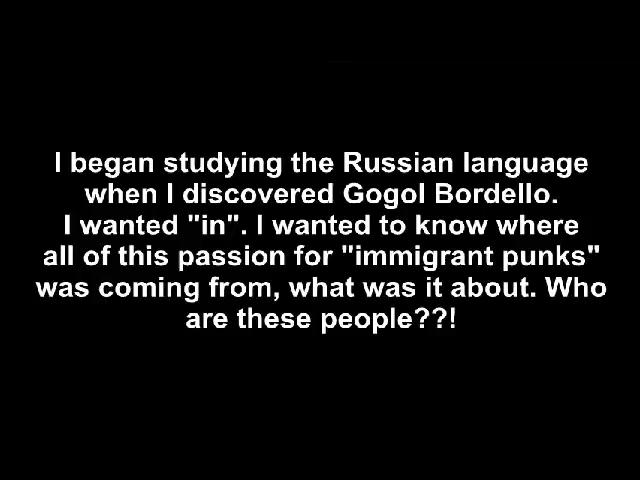 I began studying the Russian language
when I discovered Gogol Bordello.
I wanted "in". I wanted to know where
all of this passion for "immigrant punks"
was coming from, what was it about. Who
are these people??!